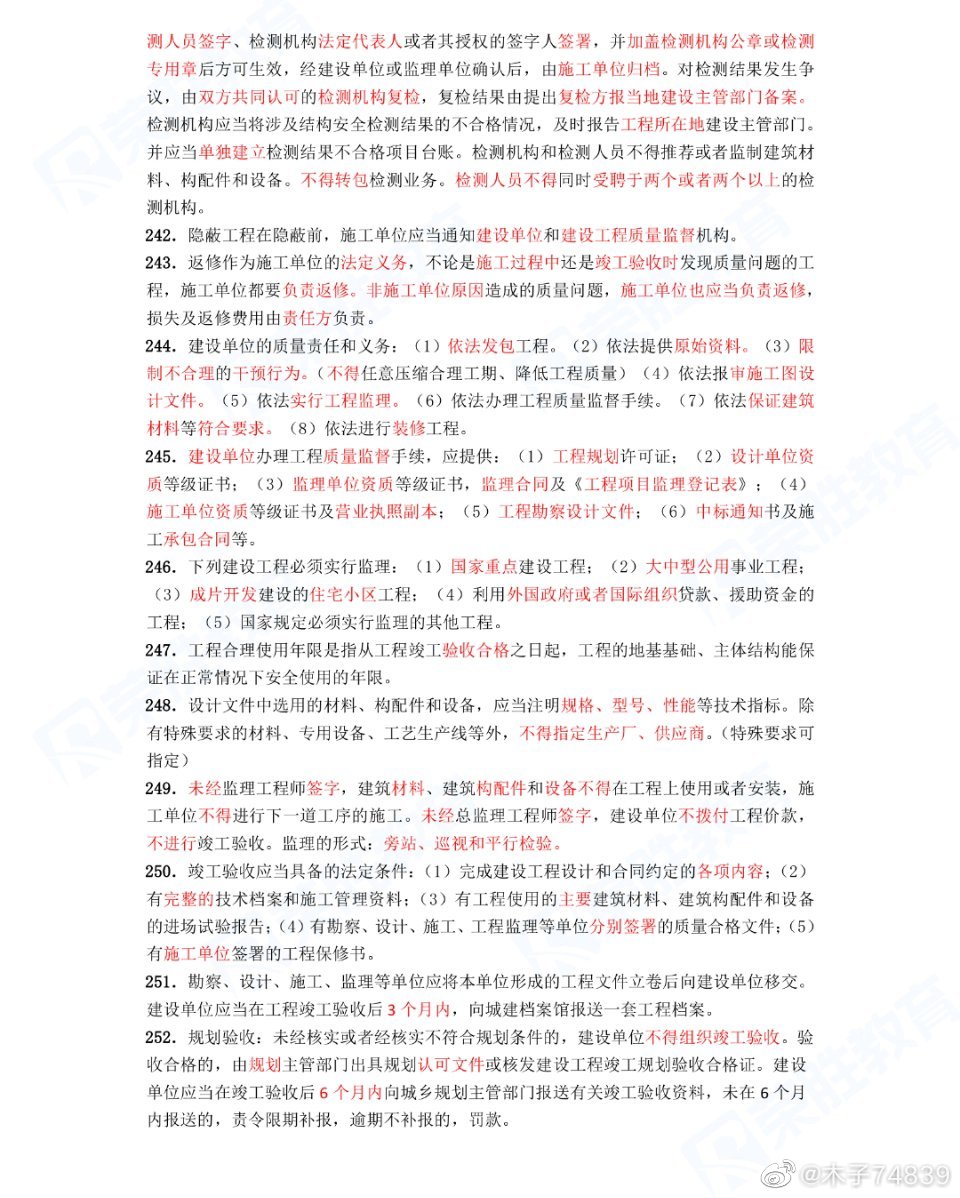 测人员签字、检测机构法定代表人或者其授权的签字人签署，并加盖检测机构公章或检测
专用章后方可生效，经建设单位或监理单位确认后，由施工单位归档。对检测结果发生争
议，由双方共同认可的检测机构复检，复检结果由提出复检方报当地建设主管部门备案。
检测机构应当将涉及结构安全检测结果的不合格情况，及时报告工程所在地建设主管部门。
并应当单独建立检测结果不合格项目台账。检测机构和检测人员不得推荐或者监制建筑材
料、构配件和设备。不得转包检测业务。检测人员不得同时受聘于两个或者两个以上的检
测机构。
242．隐蔽工程在隐蔽前，施工单位应当通知建设单位和建设工程质量监督机构。
243．返修作为施工单位的法定义务，不论是施工过程中还是竣工验收时发现质量问题的工
程，施工单位都要负责返修。非施工单位原因造成的质量问题，施工单位也应当负责返修，
损失及返修费用由责任方负责。
244．建设单位的质量责任和义务：（1）依法发包工程。（2）依法提供原始资料。（3）限
制不合理的干预行为。（不得任意压缩合理工期、降低工程质量）（4）依法报审施工图设
计文件。（5）依法实行工程监理。（6）依法办理工程质量监督手续。（7）依法保证建筑
材料等符合要求。（8）依法进行装修工程。
245．建设单位办理工程质量监督手续，应提供：（1）工程规划许可证；（2）设计单位资
质等级证书；（3）监理单位资质等级证书，监理合同及《工程项目监理登记表》；（4）
施工单位资质等级证书及营业执照副本；（5）工程勘察设计文件；（6）中标通知书及施
工承包合同等。
246．下列建设工程必须实行监理：（1）国家重点建设工程；（2）大中型公用事业工程；
（3）成片开发建设的住宅小区工程；（4）利用外国政府或者国际组织贷款、援助资金的
工程；（5）国家规定必须实行监理的其他工程。
247．工程合理使用年限是指从工程竣工验收合格之日起，工程的地基基础、主体结构能保
证在正常情况下安全使用的年限。
248．设计文件中选用的材料、构配件和设备，应当注明规格、型号、性能等技术指标。除
有特殊要求的材料、专用设备、工艺生产线等外，不得指定生产厂、供应商。（特殊要求可
指定）
249．未经监理工程师签字，建筑材料、建筑构配件和设备不得在工程上使用或者安装，施
工单位不得进行下一道工序的施工。未经总监理工程师签字，建设单位不拨付工程价款，
不进行竣工验收。监理的形式：旁站、巡视和平行检验。
250．竣工验收应当具备的法定条件：（1）完成建设工程设计和合同约定的各项内容；（2）
有完整的技术档案和施工管理资料；（3）有工程使用的主要建筑材料、建筑构配件和设备
的进场试验报告；（4）有勘察、设计、施工、工程监理等单位分别签署的质量合格文件；（5）
有施工单位签署的工程保修书。
251．勘察、设计、施工、监理等单位应将本单位形成的工程文件立卷后向建设单位移交。
建设单位应当在工程竣工验收后 3 个月内，向城建档案馆报送一套工程档案。
252．规划验收：未经核实或者经核实不符合规划条件的，建设单位不得组织竣工验收。验
收合格的，由规划主管部门出具规划认可文件或核发建设工程竣工规划验收合格证。建设
单位应当在竣工验收后 6 个月内向城乡规划主管部门报送有关竣工验收资料，未在 6 个月
内报送的，责令限期补报，逾期不补报的，罚款。
@木子74839